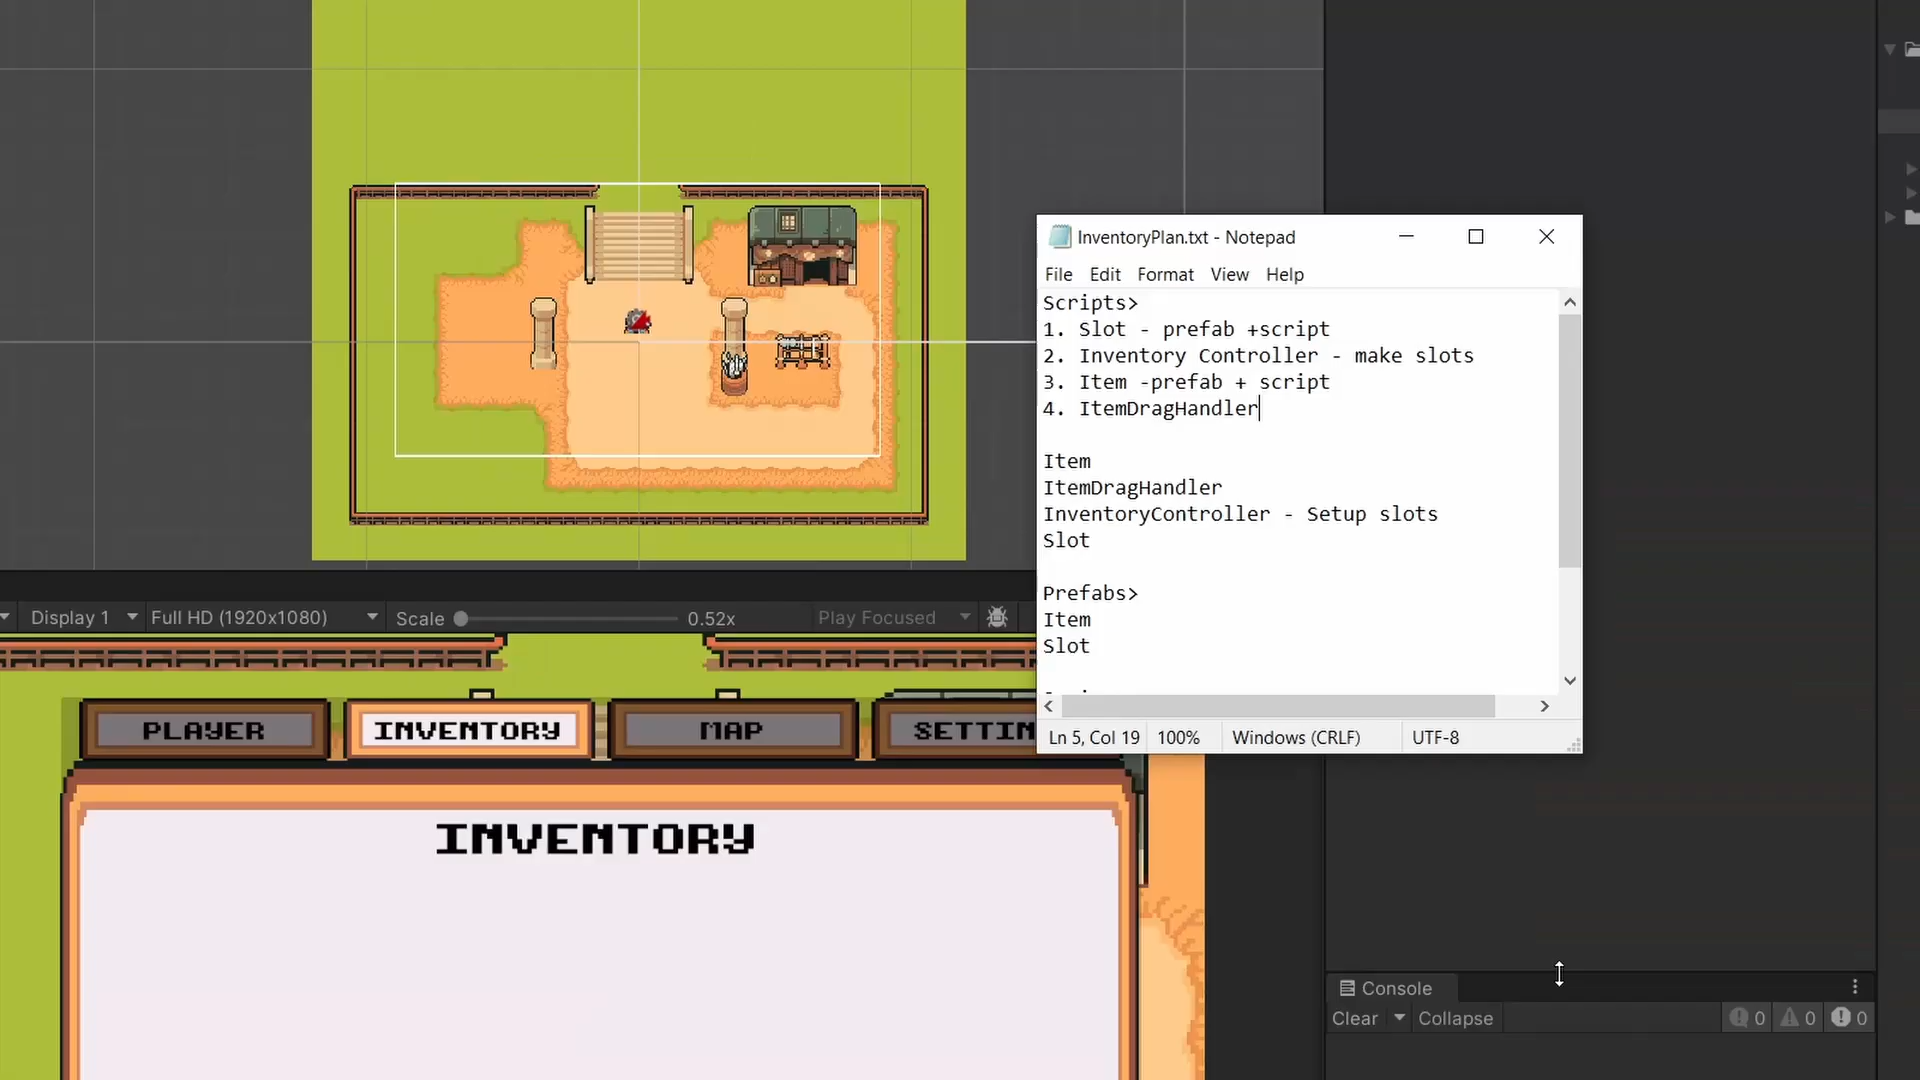 InventoryPlan.txt - Notepad
File Edit Format View Help
Scripts>
1. Slot - prefab +script
2. Inventory Controller - make slots
3. Item -prefab + script
4. ItemDragHandler
Item
ItemDragHandler
InventoryController - Setup slots
Slot
Prefabs>
Item
Slot
Ln 5, Col 19 100% Windows (CRLF) UTF-8
Display 1 Full HD (1920x1080) Scale 0.52x Play Focused
PLAYER INVENTORY MAP SETTIN
INVENTORY
Console
Clear Collapse 0 0 0